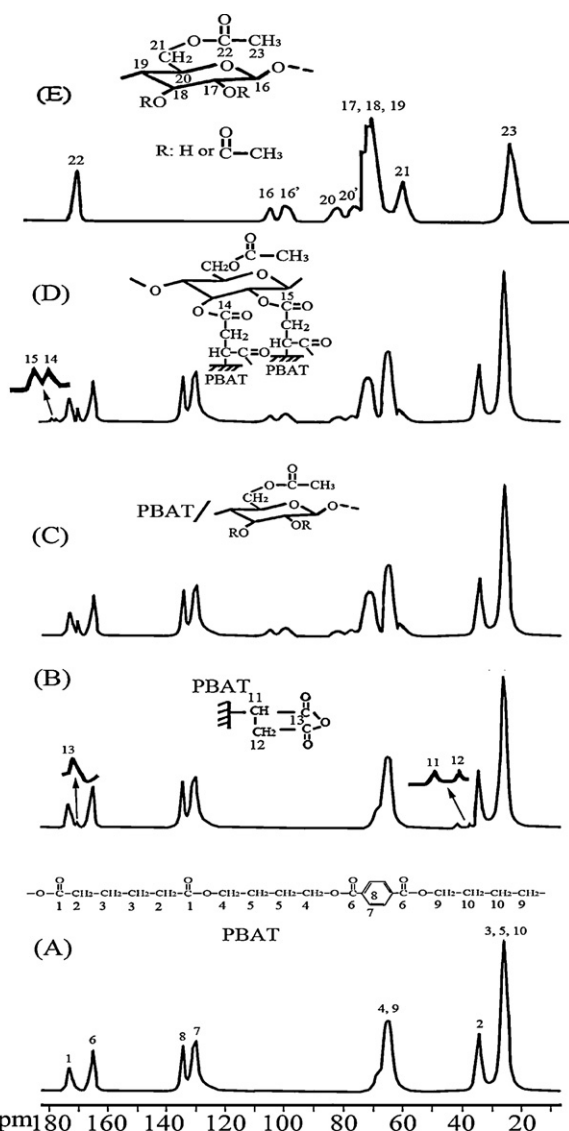 O
O C CH₃
21 22 23
CH₂
19 O O
20 16
RO 18 17 OR
(E)
R: H or C CH₃
O
17, 18, 19
22
23
21
16 16' 20 20'
O
O C CH₃
CH₂
O
O
14 15
O C=O O C=O
CH₂ CH₂
HC C=O HC C=O
PBAT PBAT
(D)
15 14
O
O C CH₃
CH₂
O O
RO OR
PBAT/
(C)
(B)
PBAT
11 O
CH C
13 O
CH₂ C
12 O
13
11 12
O O O O
-O-C-CH₂-CH₂-CH₂-CH₂-C-O-CH₂-CH₂-CH₂-CH₂-O-C C-O-CH₂-CH₂-CH₂-CH₂-
1 2 3 3 2 1 4 5 5 4 6 7 8 6 9 10 10 9
PBAT
(A)
3, 5, 10
4, 9
8 7
6
2
1
pm180 160 140 120 100 80 60 40 20